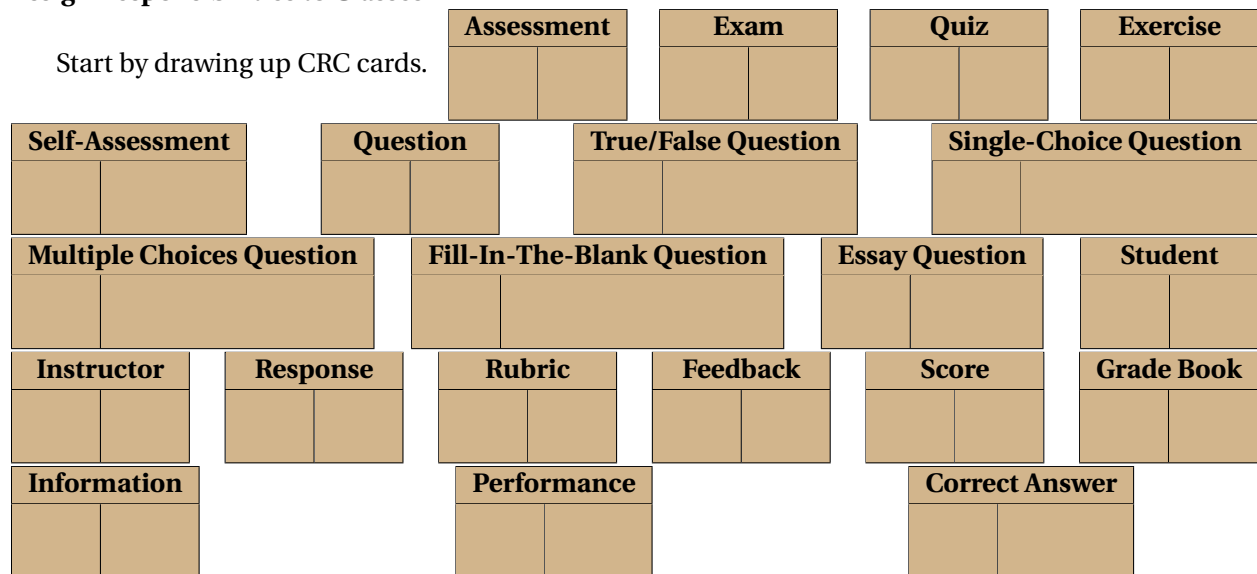 Assessment Exam Quiz Exercise
Start by drawing up CRC cards.
Self-Assessment Question True/False Question Single-Choice Question
Multiple Choices Question Fill-In-The-Blank Question Essay Question Student
Instructor Response Rubric Feedback Score Grade Book
Information Performance Correct Answer